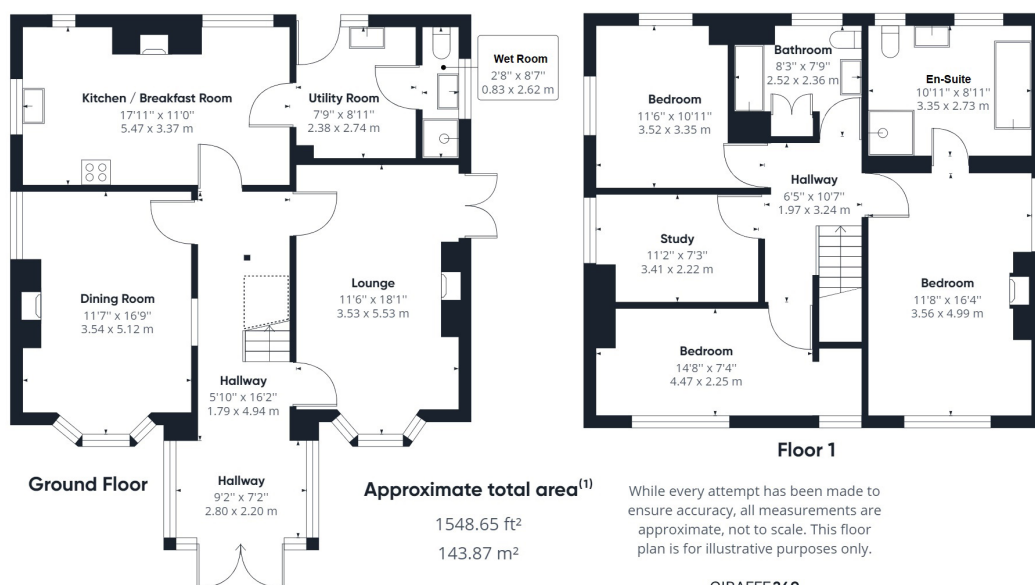 Wet Room
2'8" x 8'7"
0.83 x 2.62 m
Kitchen / Breakfast Room
17'11" x 11'0"
5.47 x 3.37 m
Utility Room
7'9" x 8'11"
2.38 x 2.74 m
Dining Room
11'7" x 16'9"
3.54 x 5.12 m
Lounge
11'6" x 18'1"
3.53 x 5.53 m
Hallway
5'10" x 16'2"
1.79 x 4.94 m
Hallway
9'2" x 7'2"
2.80 x 2.20 m
Ground Floor
Bathroom
8'3" x 7'9"
2.52 x 2.36 m
En-Suite
10'11" x 8'11"
3.35 x 2.73 m
Bedroom
11'6" x 10'11"
3.52 x 3.35 m
Hallway
6'5" x 10'7"
1.97 x 3.24 m
Study
11'2" x 7'3"
3.41 x 2.22 m
Bedroom
11'8" x 16'4"
3.56 x 4.99 m
Bedroom
14'8" x 7'4"
4.47 x 2.25 m
Floor 1
Approximate total area(1)
1548.65 ft²
143.87 m²
While every attempt has been made to
ensure accuracy, all measurements are
approximate, not to scale. This floor
plan is for illustrative purposes only.
GIRAFFE360